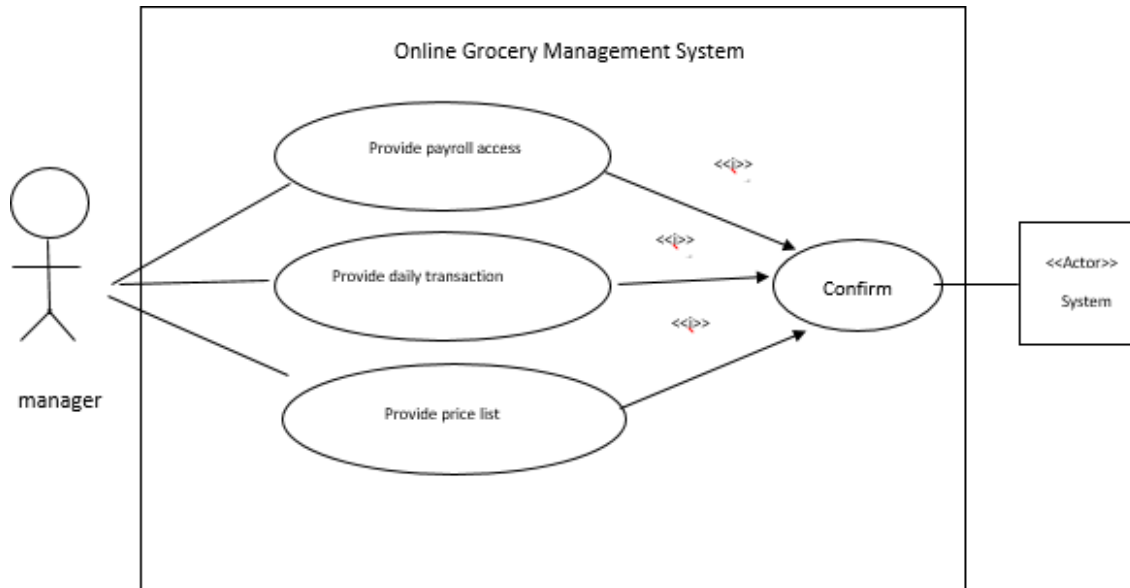 Online Grocery Management System
Provide payroll access
<<i>>
Provide daily transaction
<<i>>
Confirm
<<Actor>>
System
<<i>>
Provide price list
manager